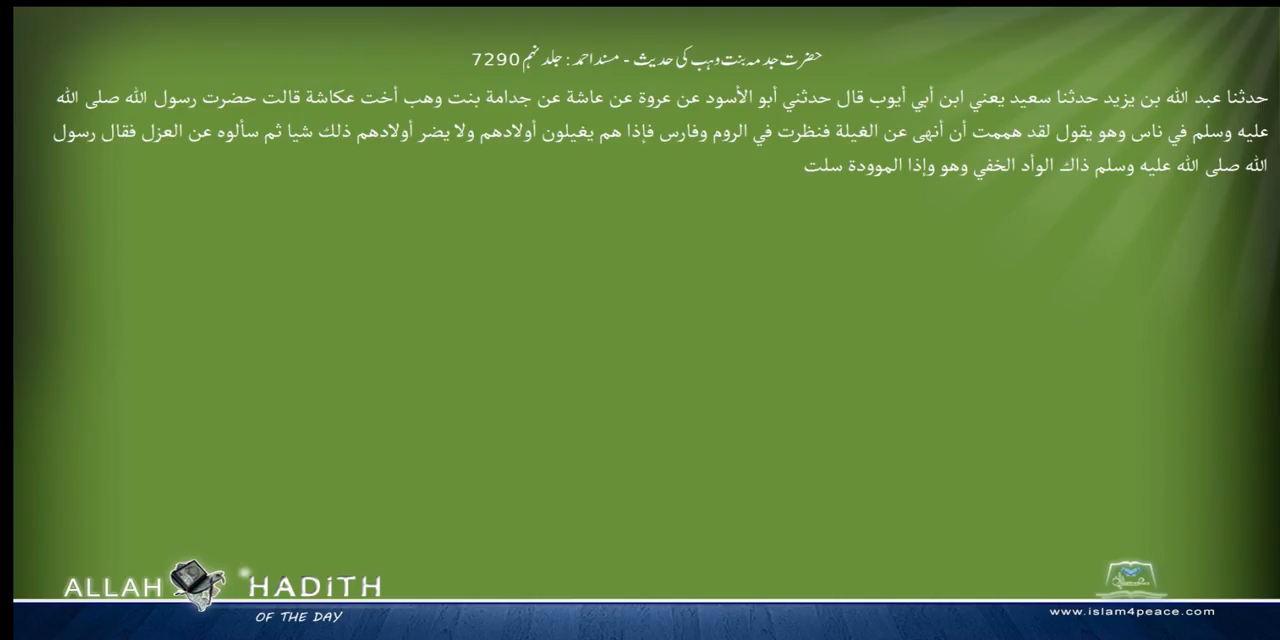 حضرت جدمہ بنت وہب کی حدیث - مسند احمد : جلد نہم 7290
حدثنا عبد الله بن يزيد حدثنا سعيد يعني ابن أبي أيوب قال حدثني أبو الأسود عن عروة عن عاشة عن جدامة بنت وهب أخت عكاشة قالت حضرت رسول الله صلى الله
عليه وسلم في ناس وهو يقول لقد هممت أن أنهى عن الغيلة فنظرت في الروم وفارس فإذا هم يغيلون أولادهم ولا يضر أولادهم ذلك شيا ثم سألوه عن العزل فقال رسول
الله صلى الله عليه وسلم ذاك الوأد الخفي وهو وإذا الموودة سلت
ALLAH HADITH
OF THE DAY
www.islam4peace.com